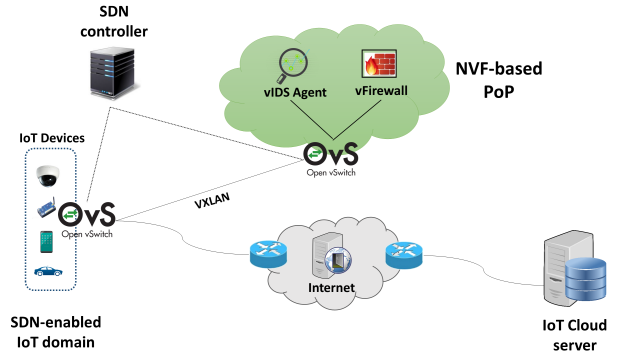 SDN
controller
vIDS Agent
vFirewall
NVF-based
PoP
IoT Devices
OvS
Open vSwitch
VXLAN
OvS
Open vSwitch
Internet
SDN-enabled
IoT domain
IoT Cloud
server